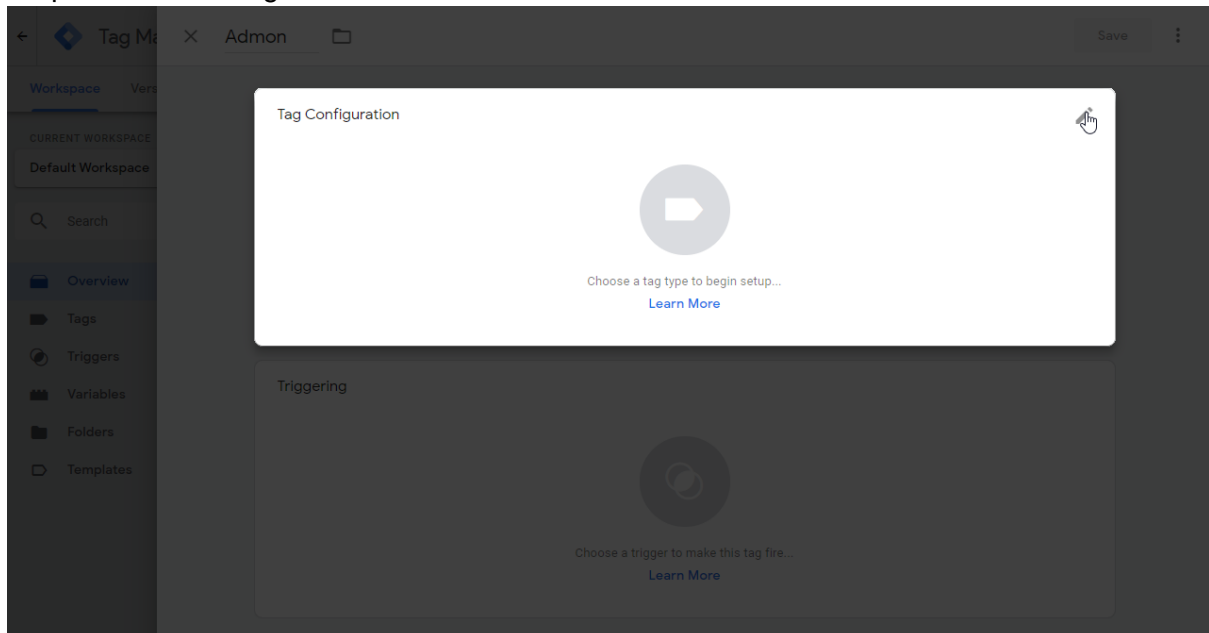 Tag Ma
Admon
Save
Workspace Vers
CURRENT WORKSPACE
Default Workspace
Search
Overview
Tags
Triggers
Variables
Folders
Templates
Tag Configuration
Choose a tag type to begin setup...
Learn More
Triggering
Choose a trigger to make this tag fire...
Learn More